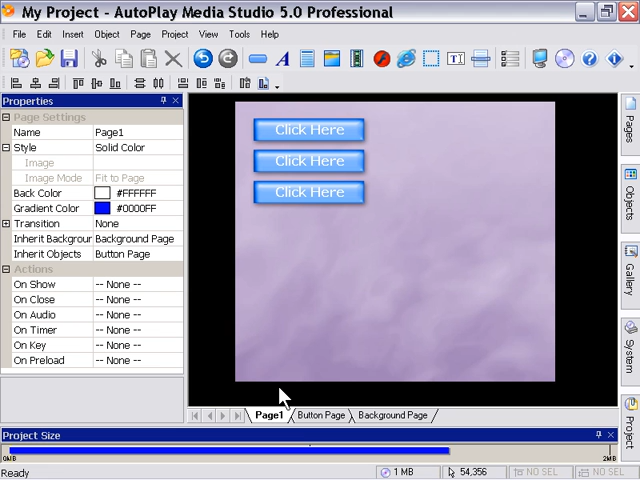 My Project - AutoPlay Media Studio 5.0 Professional
File Edit Insert Object Page Project View Tools Help
Properties
Page Settings
Name Page1
Style Solid Color
Image
Image Mode Fit to Page
Back Color #FFFFFF
Gradient Color #0000FF
Transition None
Inherit Backgrour Background Page
Inherit Objects Button Page
Actions
On Show -- None --
On Close -- None --
On Audio -- None --
On Timer -- None --
On Key -- None --
On Preload -- None --
Click Here
Click Here
Click Here
Pages
Objects
Gallery
System
Project
Page1 Button Page Background Page
Project Size
0MB 2MB
Ready 1 MB 54,356 NO SEL NO SEL